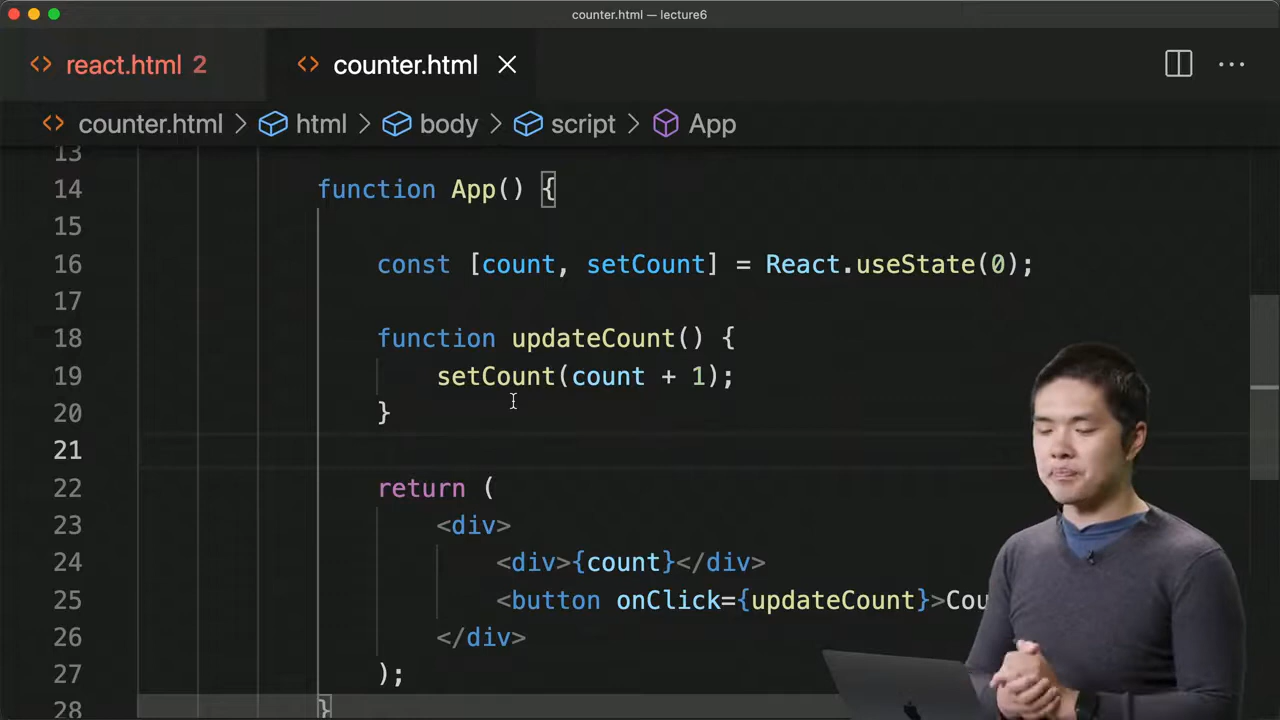 counter.html — lecture6
react.html 2 counter.html
counter.html > html > body > script > App
13
14 function App() {
15
16 const [count, setCount] = React.useState(0);
17
18 function updateCount() {
19 setCount(count + 1);
20 }
21
22 return (
23 <div>
24 <div>{count}</div>
25 <button onClick={updateCount}>Cou
26 </div>
27 );
28 }